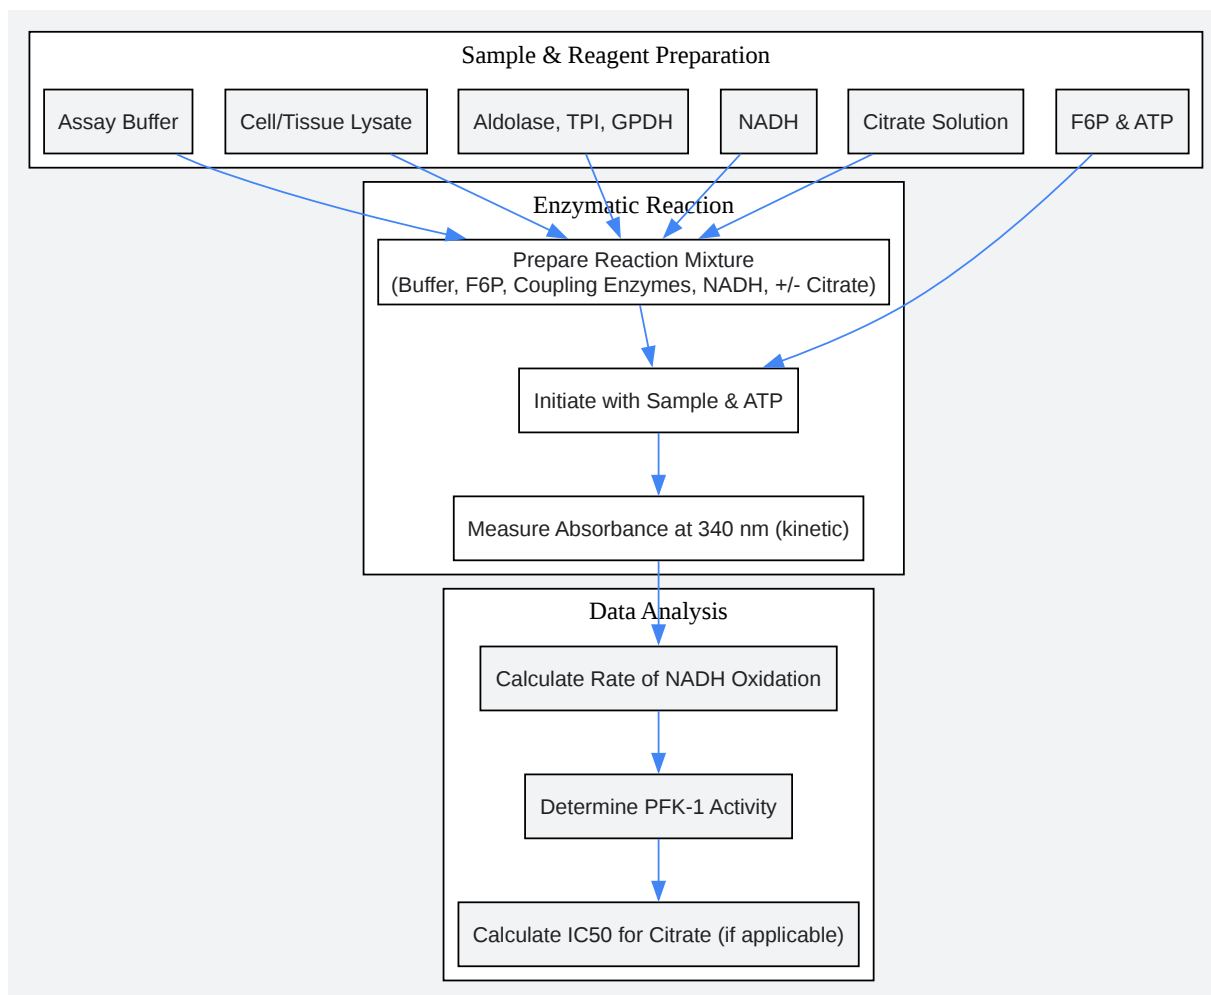 Sample & Reagent Preparation
Assay Buffer
Cell/Tissue Lysate
Aldolase, TPI, GPDH
NADH
Citrate Solution
F6P & ATP
Enzymatic Reaction
Prepare Reaction Mixture
(Buffer, F6P, Coupling Enzymes, NADH, +/- Citrate)
Initiate with Sample & ATP
Measure Absorbance at 340 nm (kinetic)
Data Analysis
Calculate Rate of NADH Oxidation
Determine PFK-1 Activity
Calculate IC50 for Citrate (if applicable)